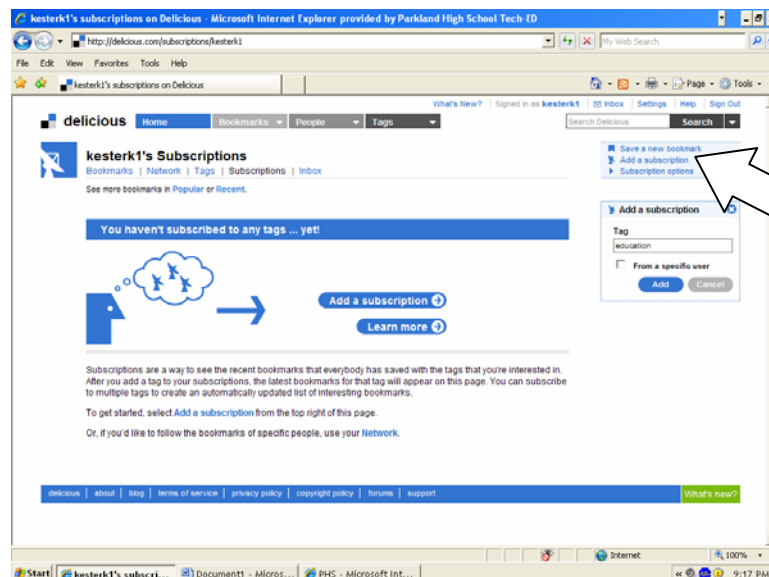 kesterk1's subscriptions on Delicious - Microsoft Internet Explorer provided by Parkland High School Tech-ED
http://delicious.com/subscriptions/kesterk1
My Web Search
File Edit View Favorites Tools Help
kesterk1's subscriptions on Delicious
Page Tools
What's New? Signed in as kesterk1 Inbox Settings Help Sign Out
delicious Home Bookmarks People Tags Search Delicious Search
kesterk1's Subscriptions
Bookmarks | Network | Tags | Subscriptions | Inbox
See more bookmarks in Popular or Recent.
Save a new bookmark
Add a subscription
Subscription options
You haven't subscribed to any tags ... yet!
Add a subscription
Learn more
Add a subscription
Tag
education
From a specific user
Add Cancel
Subscriptions are a way to see the recent bookmarks that everybody has saved with the tags that you're interested in.
After you add a tag to your subscriptions, the latest bookmarks for that tag will appear on this page. You can subscribe
to multiple tags to create an automatically updated list of interesting bookmarks.
To get started, select Add a subscription from the top right of this page.
Or, if you'd like to follow the bookmarks of specific people, use your Network.
delicious | about | blog | terms of service | privacy policy | copyright policy | forums | support
What's new?
Internet 100%
Start kesterk1's subscri... Document1 - Micros... PHS - Microsoft Int... 9:17 PM